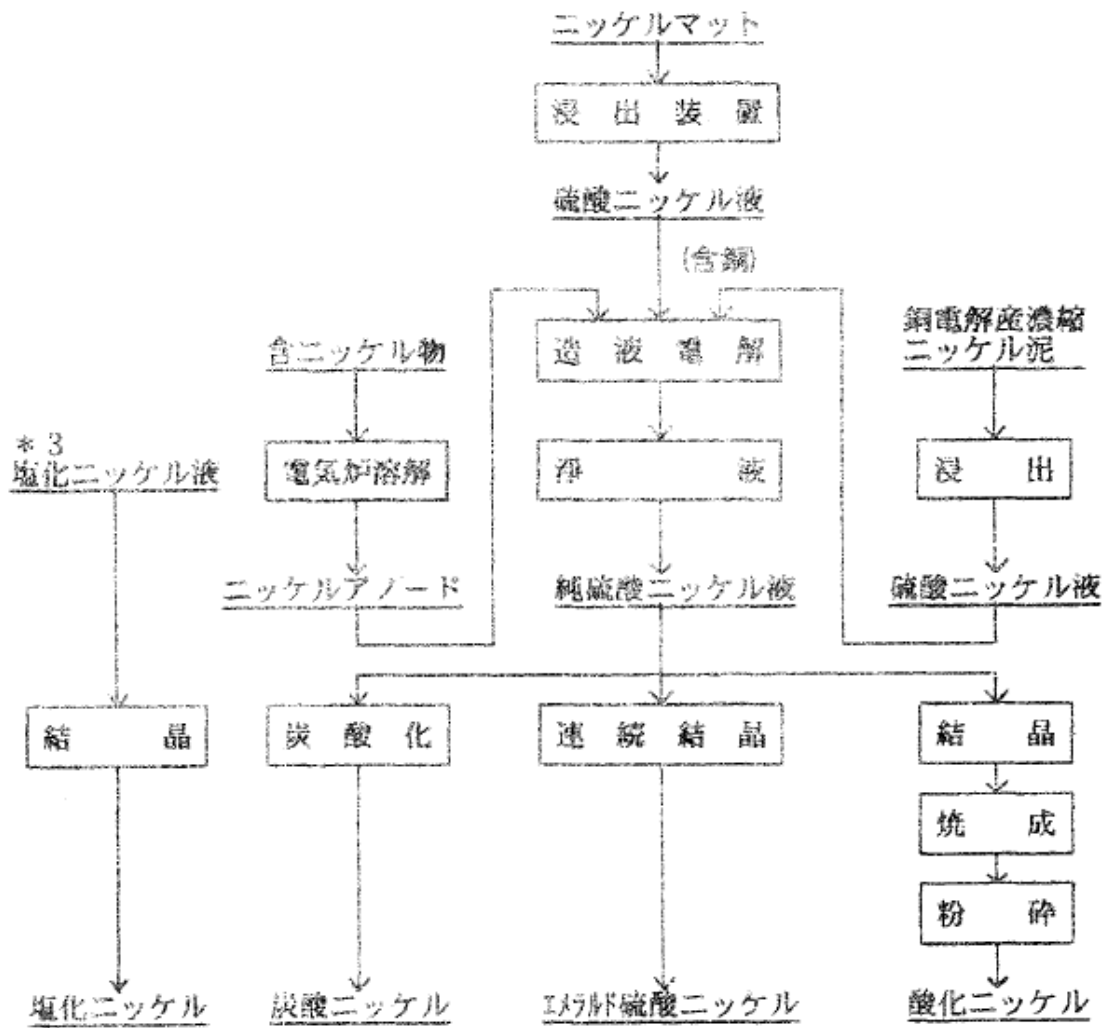 ニッケルマット
浸出装置
硫酸ニッケル液
(含銅)
銅電解産濃縮
ニッケル泥
含ニッケル物
造液電解
*3
塩化ニッケル液
電気炉溶解
浄液
浸出
ニッケルアノード
純硫酸ニッケル液
硫酸ニッケル液
結晶
炭酸化
連続結晶
結晶
焼成
粉砕
塩化ニッケル
炭酸ニッケル
エメラルド硫酸ニッケル
酸化ニッケル